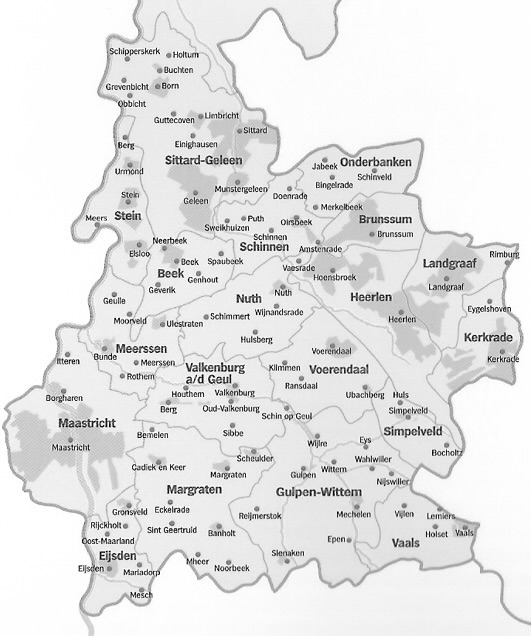 Schipperskerk
Holtum
Buchten
Grevenbicht
Born
Obbicht
Guttecoven
Limbricht
Sittard
Einighausen
Berg
Sittard-Geleen
Urmond
Munstergeleen
Jabeek
Onderbanken
Schinveld
Bingelrade
Doenrade
Stein
Geleen
Merkelbeek
Stein
Meers
Puth
Sweikhuizen
Oirsbeek
Brunssum
Brunssum
Schinnen
Schinnen
Amstenrade
Neerbeek
Elsloo
Beek
Spaubeek
Vaesrade
Landgraaf
Rimburg
Beek
Genhout
Hoensbroek
Landgraaf
Geverik
Nuth
Nuth
Heerlen
Geulle
Wijnandsrade
Eygelshoven
Moorveld
Ulestraten
Schimmert
Heerlen
Hulsberg
Kerkrade
Kerkrade
Itteren
Bunde
Meerssen
Meerssen
Voerendaal
Rothem
Valkenburg
a/d Geul
Klimmen
Voerendaal
Ransdaal
Borgharen
Houthem
Valkenburg
Ubachberg
Huls
Berg
Oud-Valkenburg
Schin op Geul
Simpelveld
Maastricht
Simpelveld
Bemelen
Sibbe
Wijlre
Eys
Maastricht
Bocholtz
Scheulder
Wahlwiller
Cadiek en Keer
Margraten
Gulpen
Wittem
Nijswiller
Margraten
Gulpen-Wittem
Gronsveld
Eckelrade
Reijmerstok
Mechelen
Vijlen
Lemiers
Rijckholt
Sint Geertruid
Banholt
Holset
Vaals
Oost-Maarland
Epen
Vaals
Eijsden
Slenaken
Eijsden
Mariadorp
Mheer
Noorbeek
Mesch